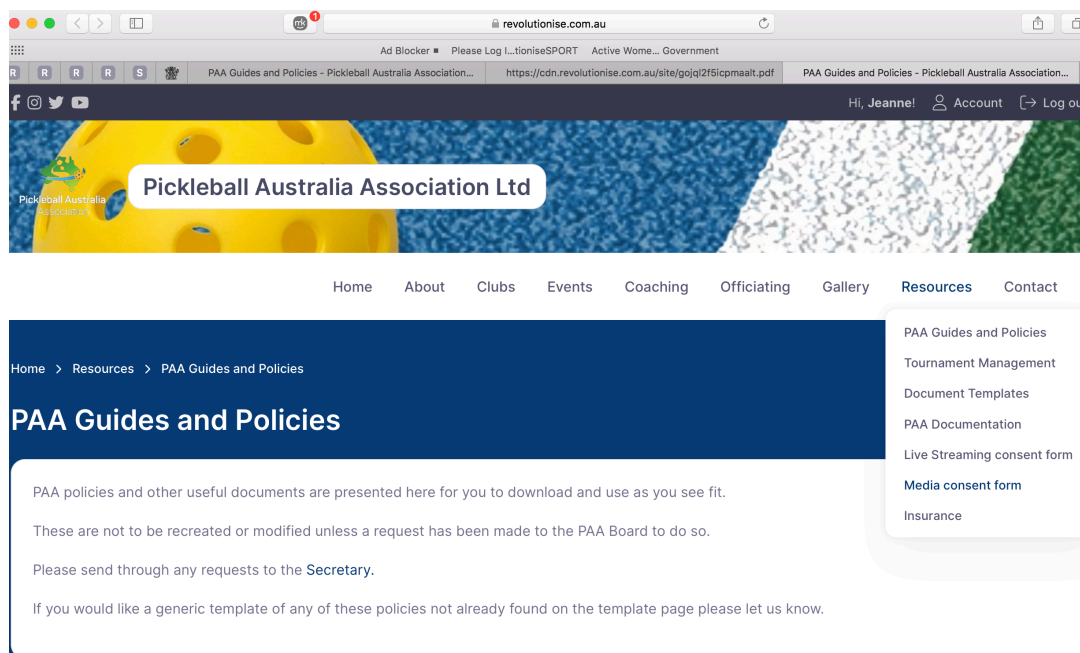 mk
1
revolutionise.com.au
Ad Blocker Please Log I...tioniseSPORT Active Wome... Government
R R R R S PAA Guides and Policies - Pickleball Australia Association... https://cdn.revolutionise.com.au/site/gojql2f5icpmaalt.pdf PAA Guides and Policies - Pickleball Australia Association...
Hi, Jeanne! Account Log ou
Pickleball Australia
Association
Pickleball Australia Association Ltd
Home About Clubs Events Coaching Officiating Gallery Resources Contact
PAA Guides and Policies
Tournament Management
Document Templates
PAA Documentation
Live Streaming consent form
Media consent form
Insurance
Home > Resources > PAA Guides and Policies
PAA Guides and Policies
PAA policies and other useful documents are presented here for you to download and use as you see fit.
These are not to be recreated or modified unless a request has been made to the PAA Board to do so.
Please send through any requests to the Secretary.
If you would like a generic template of any of these policies not already found on the template page please let us know.